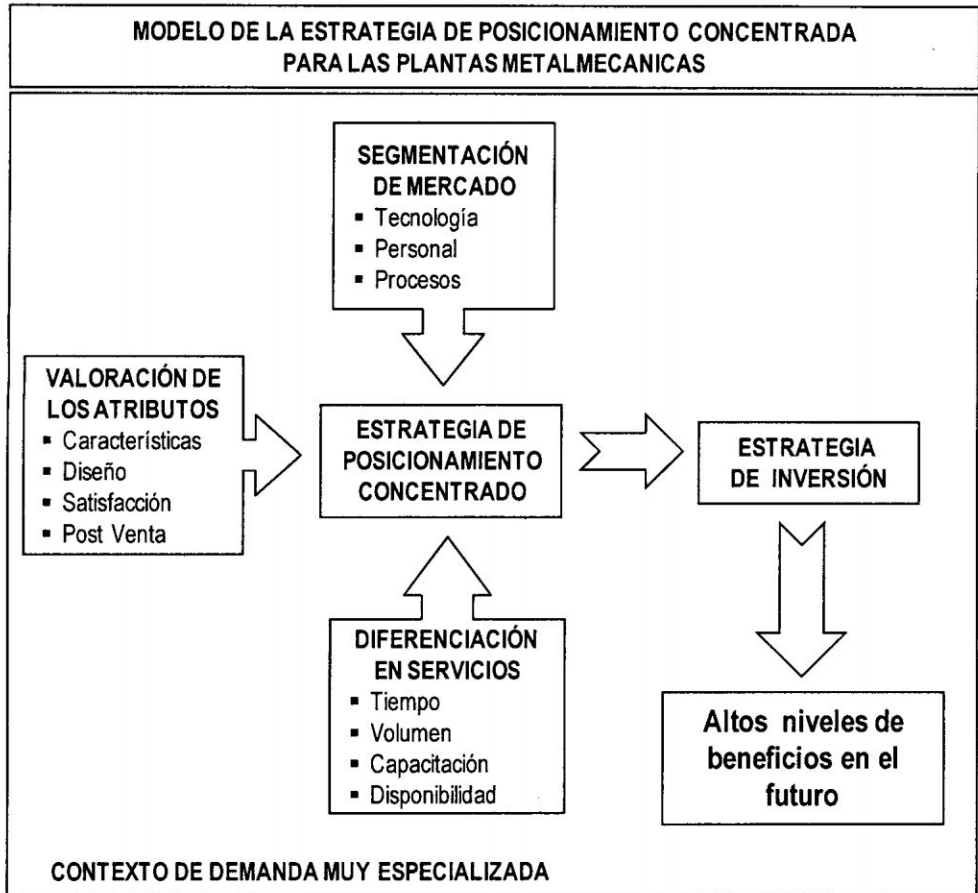 MODELO DE LA ESTRATEGIA DE POSICIONAMIENTO CONCENTRADA
PARA LAS PLANTAS METALMECANICAS
SEGMENTACIÓN
DE MERCADO
▪ Tecnología
▪ Personal
▪ Procesos
VALORACIÓN DE
LOS ATRIBUTOS
▪ Características
▪ Diseño
▪ Satisfacción
▪ Post Venta
ESTRATEGIA DE
POSICIONAMIENTO
CONCENTRADO
ESTRATEGIA
DE INVERSIÓN
DIFERENCIACIÓN
EN SERVICIOS
▪ Tiempo
▪ Volumen
▪ Capacitación
▪ Disponibilidad
Altos niveles de
beneficios en el
futuro
CONTEXTO DE DEMANDA MUY ESPECIALIZADA